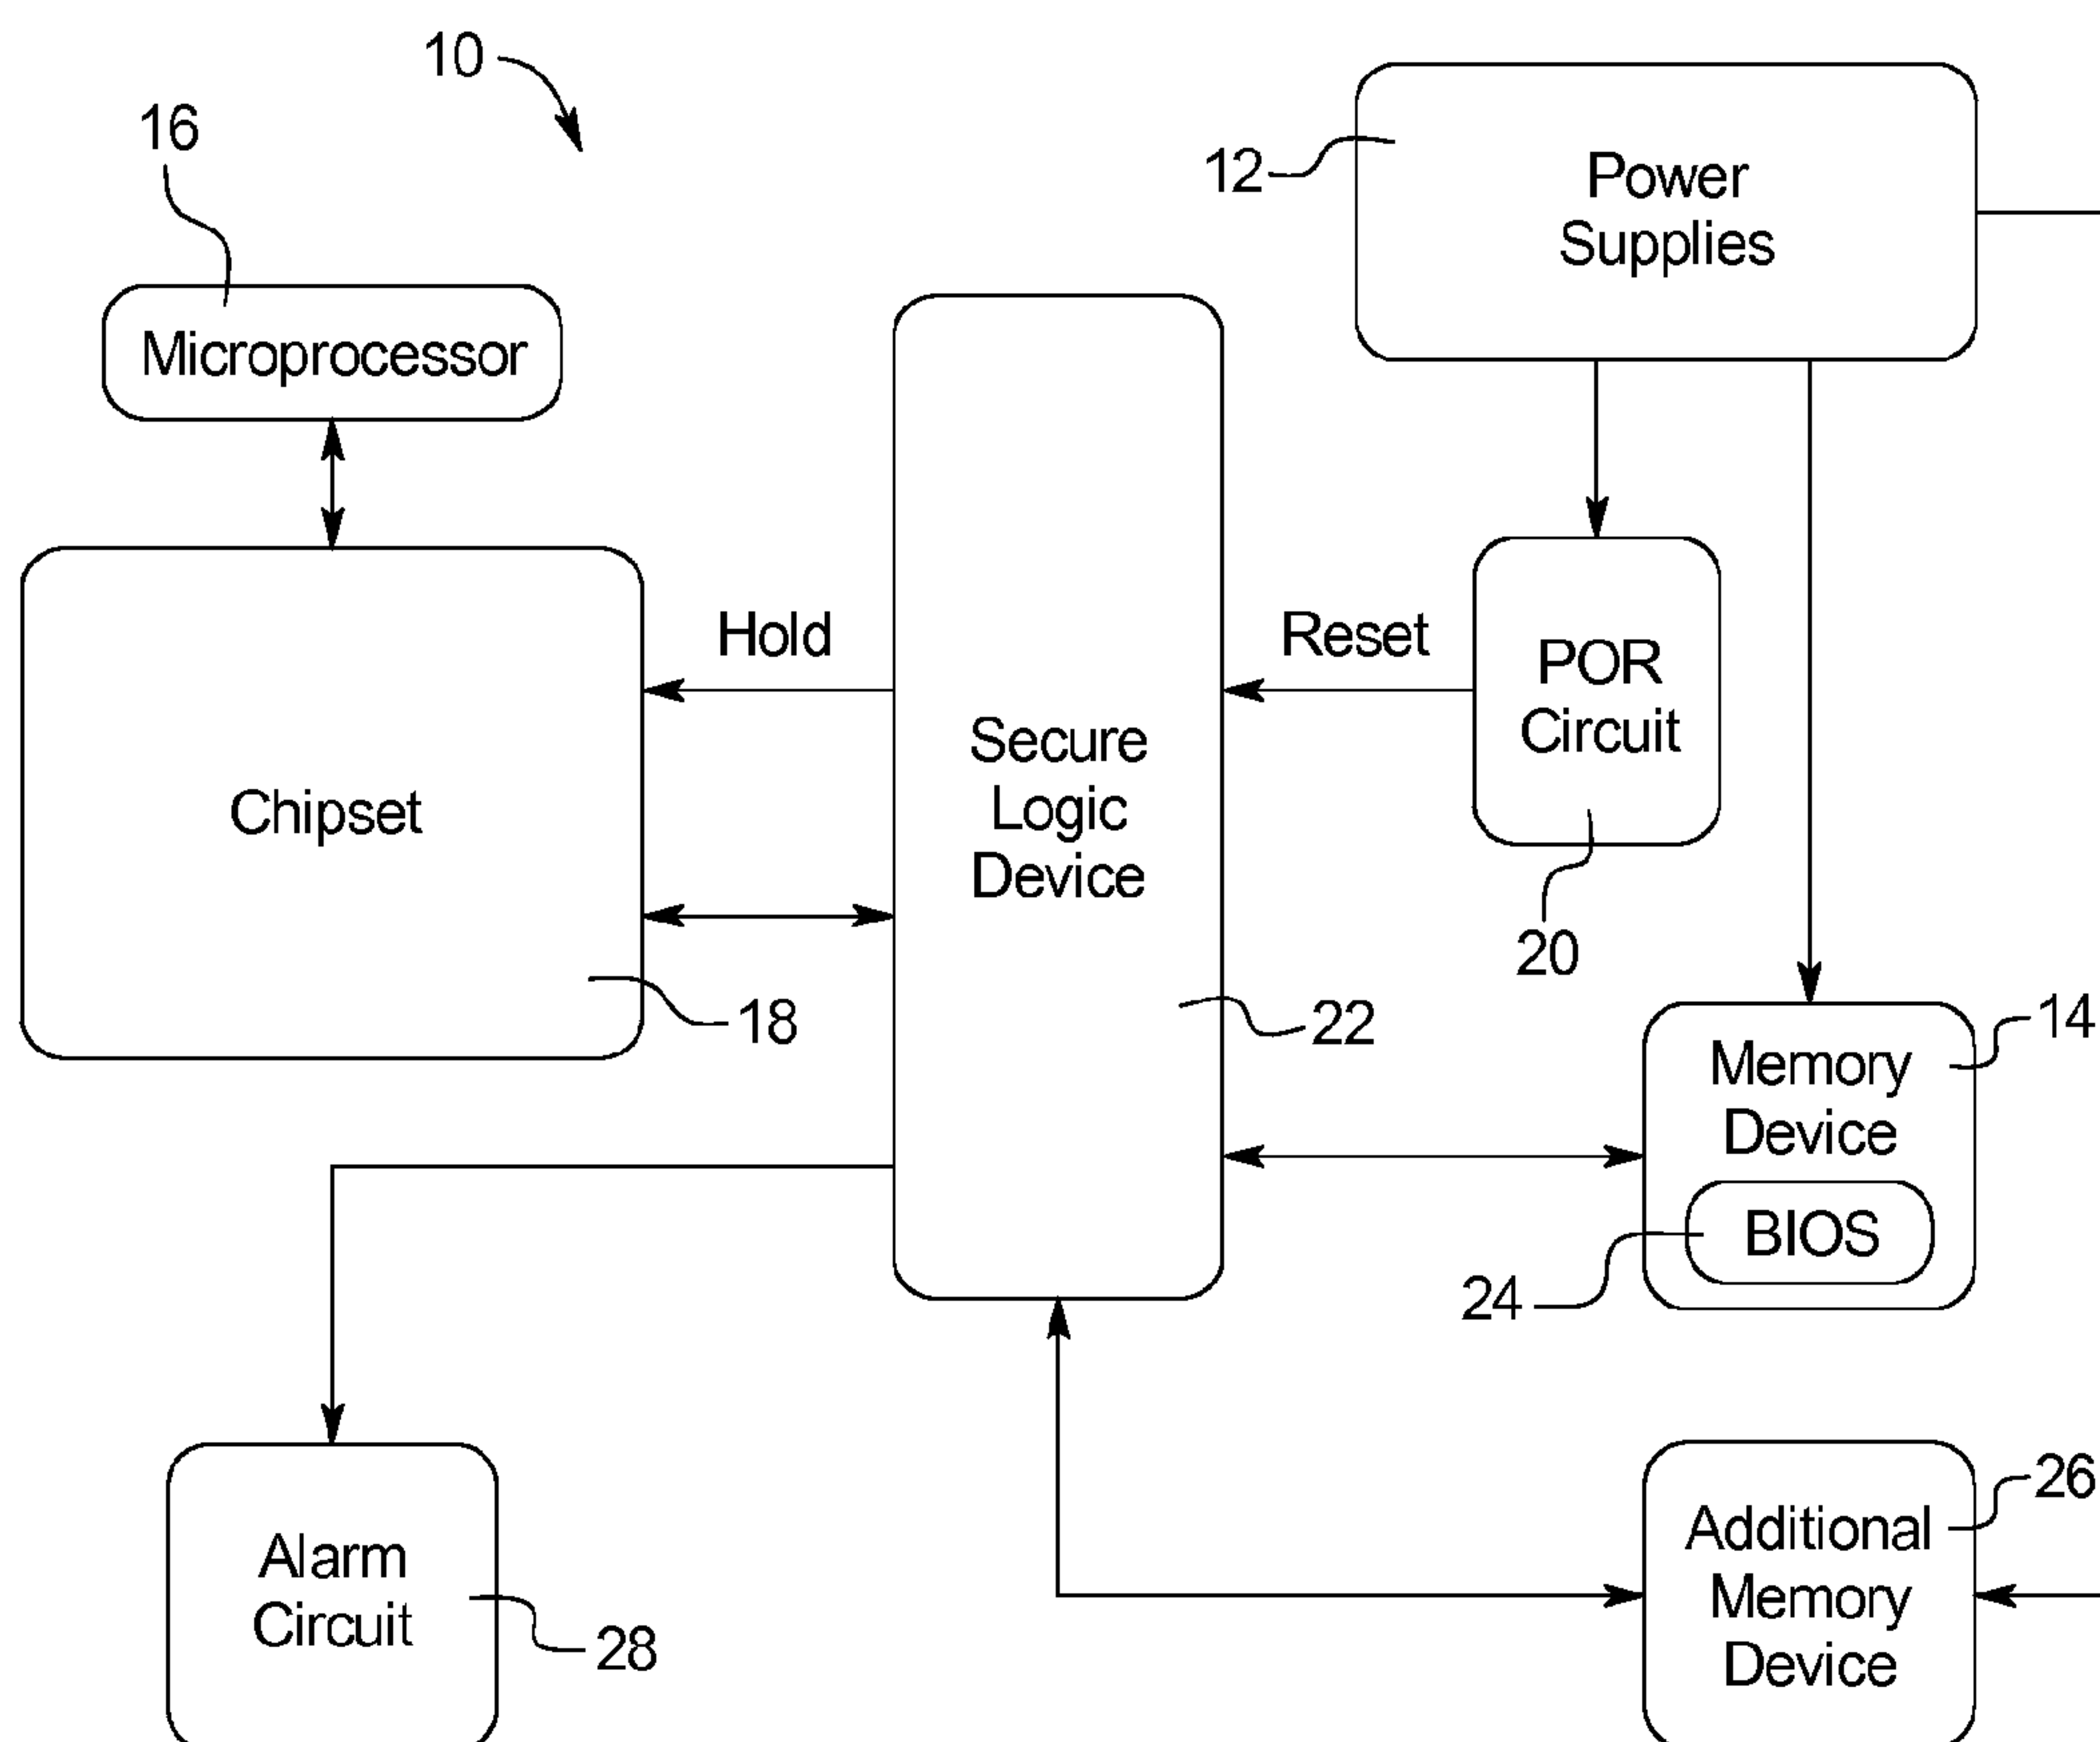 10
16
12
Power
Supplies
Microprocessor
Hold
Reset
POR
Circuit
Secure
Logic
Device
Chipset
20
18
22
14
Memory
Device
BIOS
24
26
Additional
Memory
Device
Alarm
Circuit
28